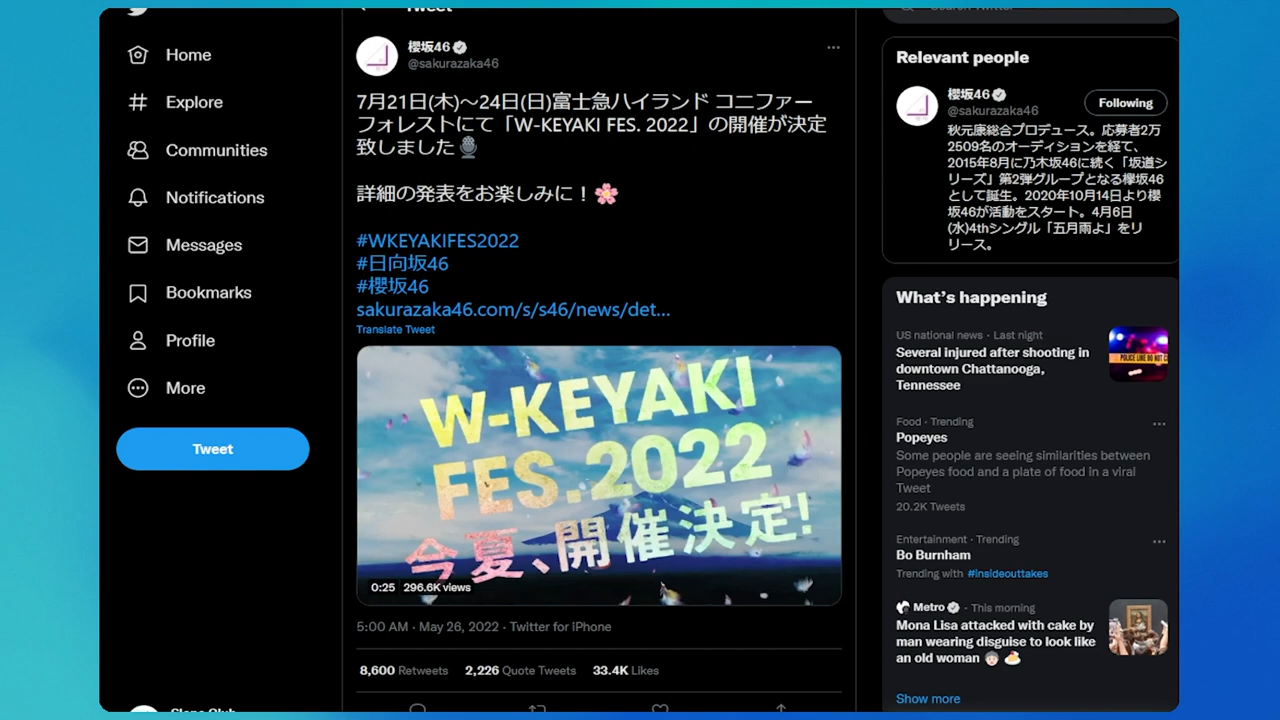 Tweet
Home
Explore
Communities
Notifications
Messages
Bookmarks
Profile
More
Tweet
櫻坂46
@sakurazaka46
7月21日(木)～24日(日)富士急ハイランド コニファー
フォレストにて「W-KEYAKI FES. 2022」の開催が決定
致しました🎙
詳細の発表をお楽しみに！🌸
#WKEYAKIFES2022
#日向坂46
#櫻坂46
sakurazaka46.com/s/s46/news/det...
Translate Tweet
W-KEYAKI
FES.2022
今夏、開催決定!
0:25 296.6K views
5:00 AM · May 26, 2022 · Twitter for iPhone
8,600 Retweets 2,226 Quote Tweets 33.4K Likes
Search Twitter
Relevant people
櫻坂46
@sakurazaka46
Following
秋元康総合プロデュース。応募者2万
2509名のオーディションを経て、
2015年8月に乃木坂46に続く「坂道シ
リーズ」第2弾グループとなる欅坂46
として誕生。2020年10月14日より櫻
坂46が活動をスタート。4月6日
(水)4thシングル「五月雨よ」をリ
リース。
What's happening
US national news · Last night
Several injured after shooting in
downtown Chattanooga,
Tennessee
POLICE LINE DO NOT C
Food · Trending
Popeyes
Some people are seeing similarities between
Popeyes food and a plate of food in a viral
Tweet
20.2K Tweets
Entertainment · Trending
Bo Burnham
Trending with #insideouttakes
Metro · This morning
Mona Lisa attacked with cake by
man wearing disguise to look like
an old woman 👵🏻 🍰
Show more